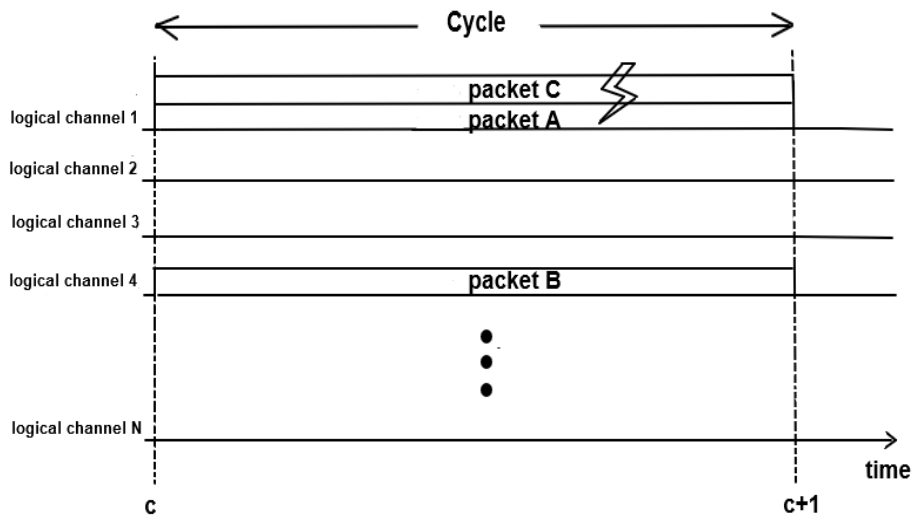 Cycle
packet C
logical channel 1
packet A
logical channel 2
logical channel 3
logical channel 4
packet B
logical channel N
time
c
c+1